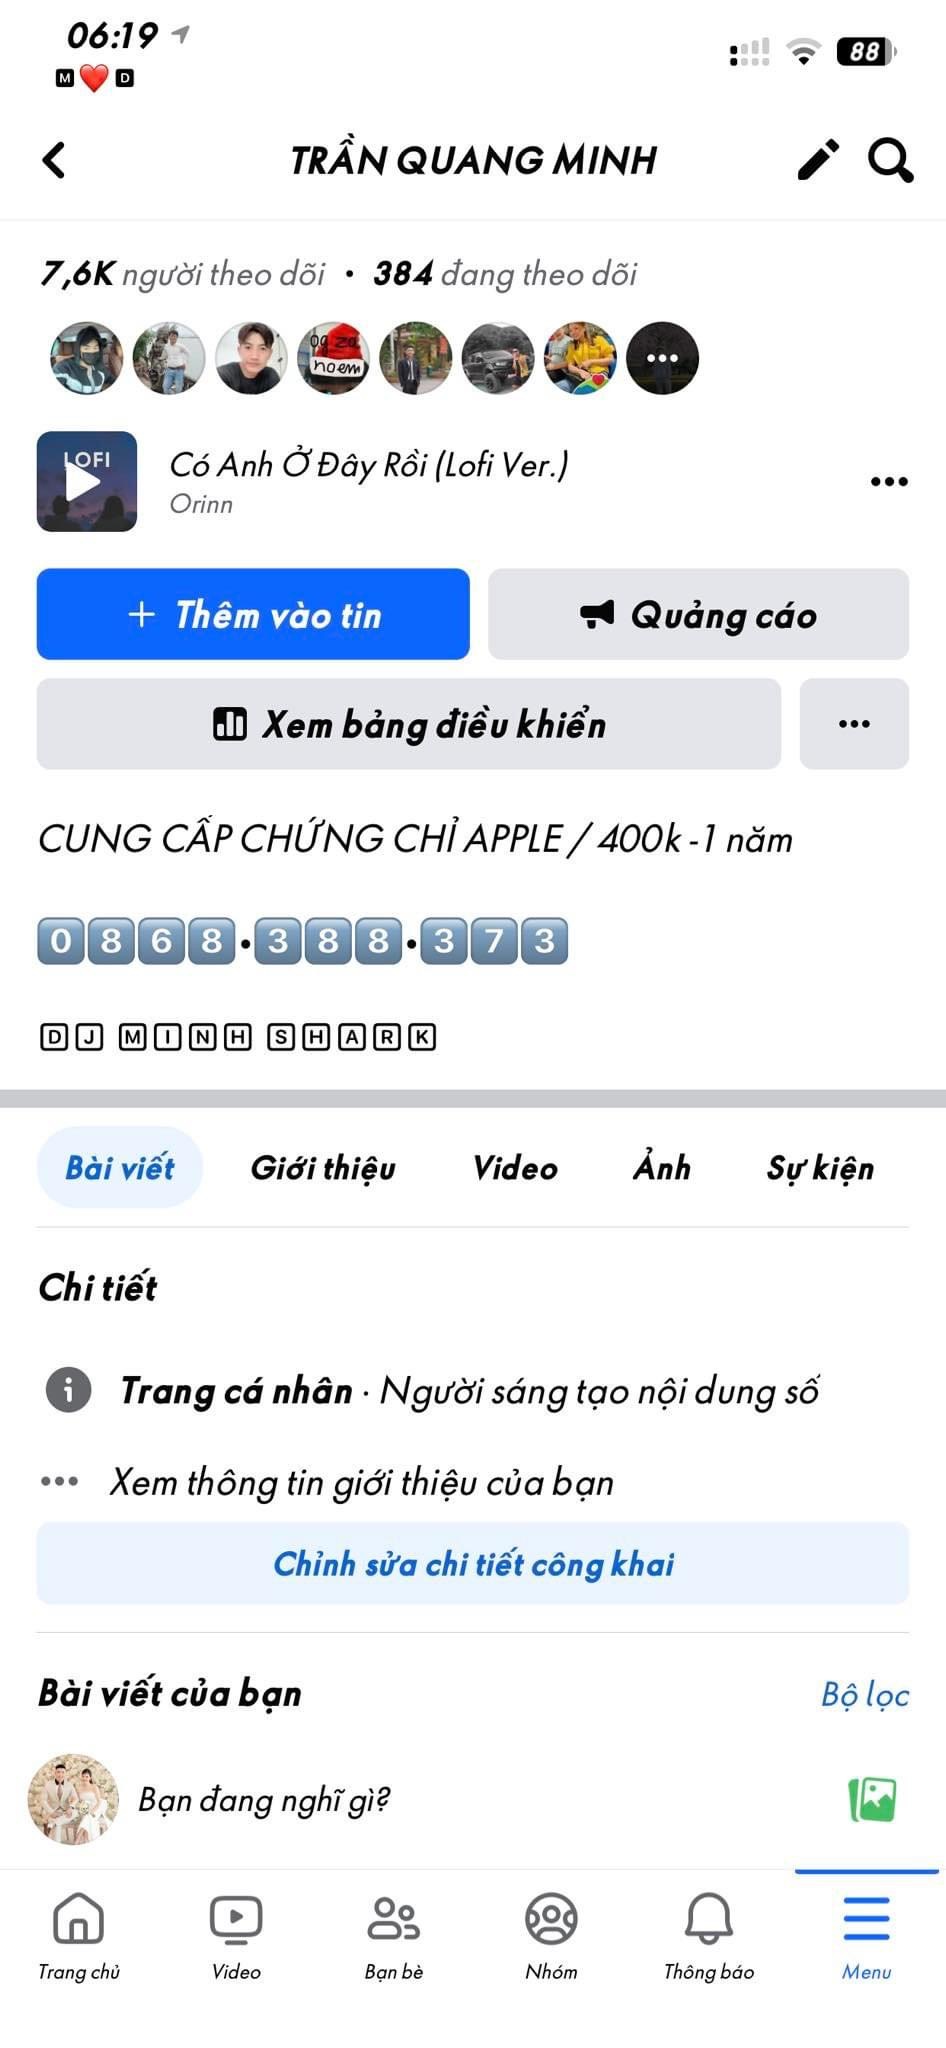 06:19
88
M❤️D
TRẦN QUANG MINH
7,6K người theo dõi • 384 đang theo dõi
og za
noem
LOFI
Có Anh Ở Đây Rồi (Lofi Ver.)
Orinn
+ Thêm vào tin
Quảng cáo
Xem bảng điều khiển
CUNG CẤP CHỨNG CHỈ APPLE / 400k -1 năm
0868•388•373
DJ MINH SHARK
Bài viết Giới thiệu Video Ảnh Sự kiện
Chi tiết
Trang cá nhân · Người sáng tạo nội dung số
Xem thông tin giới thiệu của bạn
Chỉnh sửa chi tiết công khai
Bài viết của bạn Bộ lọc
Bạn đang nghĩ gì?
Trang chủ Video Bạn bè Nhóm Thông báo Menu